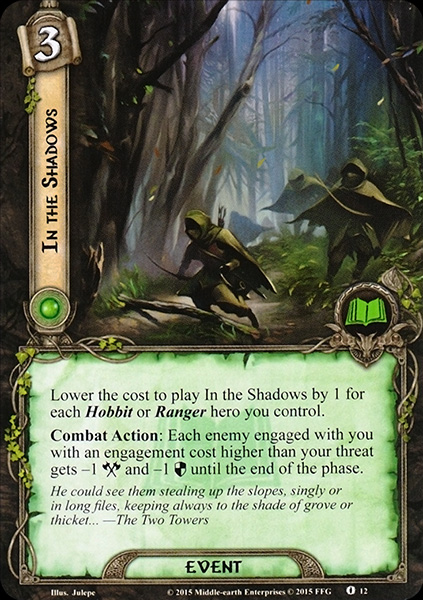 3
In the Shadows
Lower the cost to play In the Shadows by 1 for
each Hobbit or Ranger hero you control.
Combat Action: Each enemy engaged with you
with an engagement cost higher than your threat
gets –1 and –1 until the end of the phase.
He could see them stealing up the slopes, singly or
in long files, keeping always to the shade of grove or
thicket... —The Two Towers
EVENT
Illus. Julepe © 2015 Middle-earth Enterprises © 2015 FFG 12